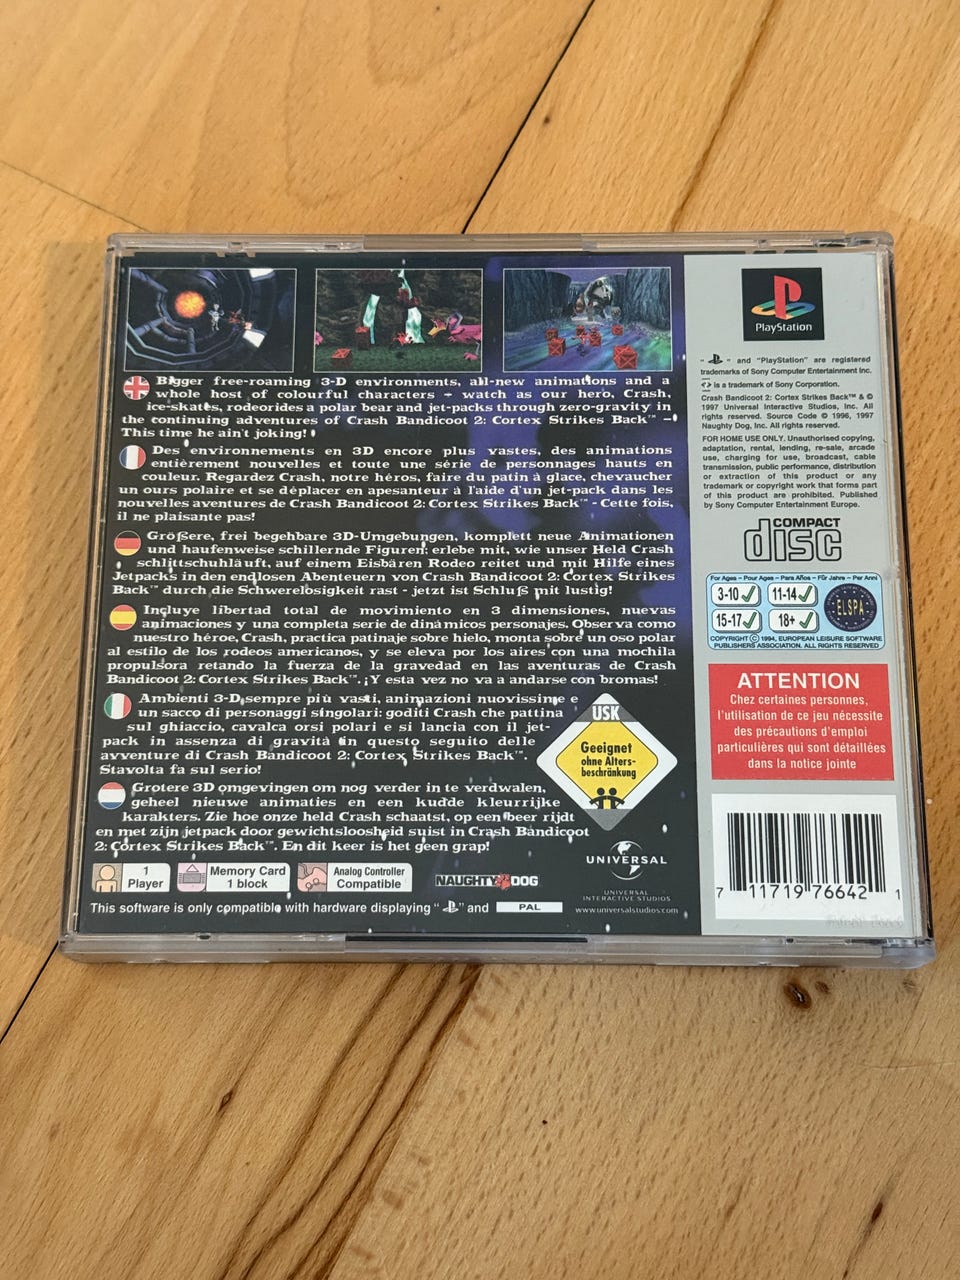 Bigger free-roaming 3-D environments, all-new animations and a
whole host of colourful characters - watch as our hero, Crash,
ice-skates, rodeorides a polar bear and jet-packs through zero-gravity in
the continuing adventures of Crash Bandicoot 2: Cortex Strikes Back™ -
This time he ain't joking!
Des environnements en 3D encore plus vastes, des animations
entièrement nouvelles et toute une série de personnages hauts en
couleur. Regardez Crash, notre héros, faire du patin à glace, chevaucher
un ours polaire et se déplacer en apesanteur à l'aide d'un jet-pack dans les
nouvelles aventures de Crash Bandicoot 2: Cortex Strikes Back™ - Cette fois,
il ne plaisante pas!
Größere, frei begehbare 3D-Umgebungen, komplett neue Animationen
und haufenweise schillernde Figuren: erlebe mit, wie unser Held Crash
schlittschuhläuft, auf einem Eisbären Rodeo reitet und mit Hilfe eines
Jetpacks in den endlosen Abenteuern von Crash Bandicoot 2: Cortex Strikes
Back™ durch die Schwerelosigkeit rast - jetzt ist Schluß mit lustig!
Incluye libertad total de movimiento en 3 dimensiones, nuevas
animaciones y una completa serie de dinámicos personajes. Observa como
nuestro héroe, Crash, practica patinaje sobre hielo, monta sobre un oso polar
al estilo de los rodeos americanos, y se eleva por los aires con una mochila
propulsora retando la fuerza de la gravedad en las aventuras de Crash
Bandicoot 2: Cortex Strikes Back™. ¡Y esta vez no va a andarse con bromas!
Ambienti 3-D sempre più vasti, animazioni nuovissime e
un sacco di personaggi singolari: goditi Crash che pattina
sul ghiaccio, cavalca orsi polari e si lancia con il jet-
pack in assenza di gravità in questo seguito delle
avventure di Crash Bandicoot 2: Cortex Strikes Back™.
Stavolta fa sul serio!
Grotere 3D omgevingen om nog verder in te verdwalen,
geheel nieuwe animaties en een kudde kleurrijke
karakters. Zie hoe onze held Crash schaatst, op een beer rijdt
en met zijn jetpack door gewichtsloosheid suist in Crash Bandicoot
2: Cortex Strikes Back™. En dit keer is het geen grap!
USK
Geeignet
ohne Alters-
beschränkung
1
Player
Memory Card
1 block
Analog Controller
Compatible
NAUGHTY DOG
UNIVERSAL
UNIVERSAL
INTERACTIVE STUDIOS
www.universalstudios.com
This software is only compatible with hardware displaying " " and PAL
PlayStation
" " and "PlayStation" are registered
trademarks of Sony Computer Entertainment Inc.
is a trademark of Sony Corporation.
Crash Bandicoot 2: Cortex Strikes Back™ & ©
1997 Universal Interactive Studios, Inc. All
rights reserved. Source Code © 1996, 1997
Naughty Dog, Inc. All rights reserved.
FOR HOME USE ONLY. Unauthorised copying,
adaptation, rental, lending, re-sale, arcade
use, charging for use, broadcast, cable
transmission, public performance, distribution
or extraction of this product or any
trademark or copyright work that forms part
of this product are prohibited. Published
by Sony Computer Entertainment Europe.
COMPACT
disc
For Ages – Pour Ages – Para Años – Für Jahre – Per Anni
3-10 ✓ 11-14 ✓
15-17 ✓ 18+ ✓
ELSPA
COPYRIGHT © 1994, EUROPEAN LEISURE SOFTWARE
PUBLISHERS ASSOCIATION. ALL RIGHTS RESERVED
ATTENTION
Chez certaines personnes,
l'utilisation de ce jeu nécessite
des précautions d'emploi
particulières qui sont détaillées
dans la notice jointe
7 11719 76642 1